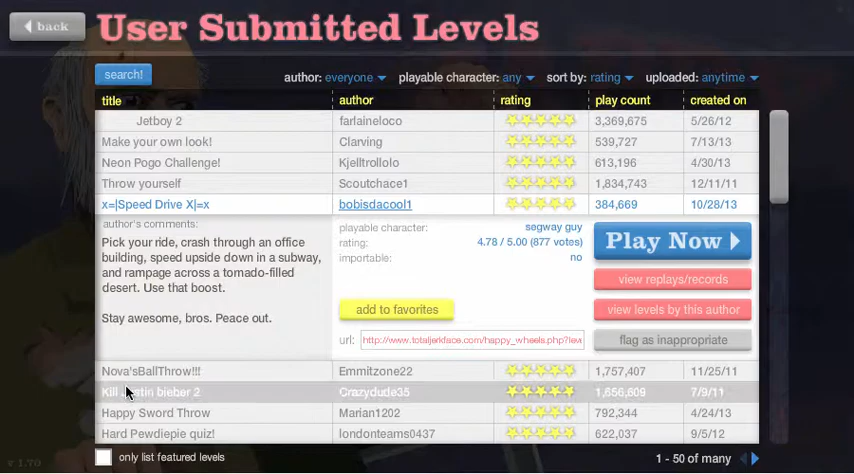 back
User Submitted Levels
search!
author: everyone playable character: any sort by: rating uploaded: anytime
title author rating play count created on
Jetboy 2 farlaineloco 3,369,675 5/26/12
Make your own look! Clarving 539,727 7/13/13
Neon Pogo Challenge! Kjelltrollolo 613,196 4/30/13
Throw yourself Scoutchace1 1,834,743 12/11/11
x=|Speed Drive X|=x bobisdacool1 384,669 10/28/13
author's comments:
Pick your ride, crash through an office
building, speed upside down in a subway,
and rampage across a tornado-filled
desert. Use that boost.
Stay awesome, bros. Peace out.
playable character: segway guy
rating: 4.78 / 5.00 (877 votes)
importable: no
add to favorites
url: http://www.totaljerkface.com/happy_wheels.php?lev
Play Now
view replays/records
view levels by this author
flag as inappropriate
Nova'sBallThrow!!! Emmitzone22 1,757,407 11/25/11
Kill Justin bieber 2 Crazydude35 1,656,609 7/9/11
Happy Sword Throw Marian1202 792,344 4/24/13
Hard Pewdiepie quiz! londonteams0437 622,037 9/5/12
only list featured levels
1 - 50 of many
v 1.70